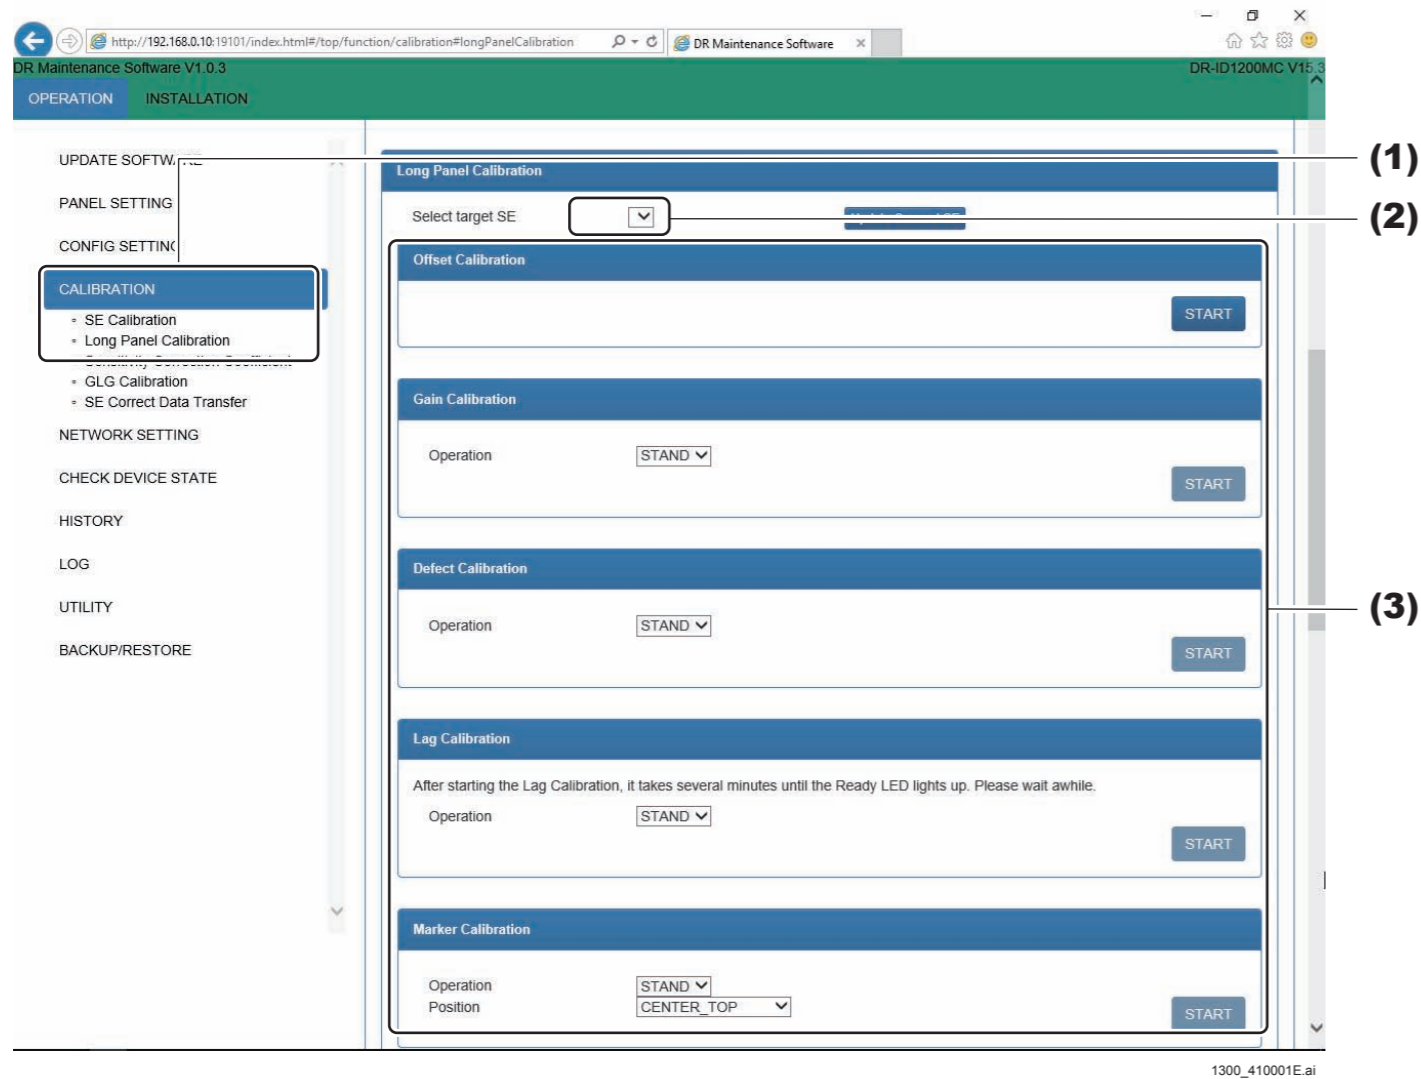 http://192.168.0.10:19101/index.html#/top/function/calibration#longPanelCalibration
DR Maintenance Software
DR Maintenance Software V1.0.3
DR-ID1200MC V15.3
OPERATION
INSTALLATION
UPDATE SOFTW
PANEL SETTING
CONFIG SETTING
CALIBRATION
SE Calibration
Long Panel Calibration
GLG Calibration
SE Correct Data Transfer
NETWORK SETTING
CHECK DEVICE STATE
HISTORY
LOG
UTILITY
BACKUP/RESTORE
Long Panel Calibration
(1)
Select target SE
(2)
Offset Calibration
START
Gain Calibration
Operation STAND
START
Defect Calibration
(3)
Operation STAND
START
Lag Calibration
After starting the Lag Calibration, it takes several minutes until the Ready LED lights up. Please wait awhile.
Operation STAND
START
Marker Calibration
Operation STAND
Position CENTER_TOP
START
1300_410001E.ai